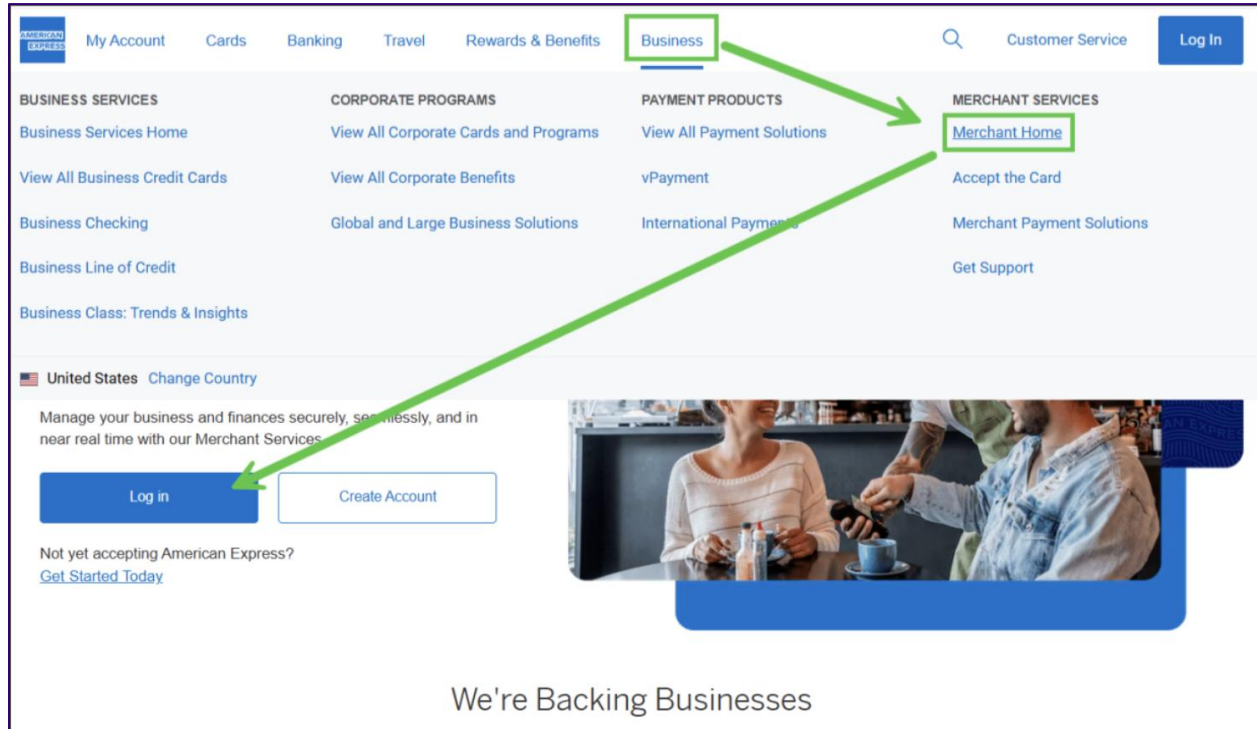 AMERICAN
EXPRESS
My Account
Cards
Banking
Travel
Rewards & Benefits
Business
Customer Service
Log In
BUSINESS SERVICES
Business Services Home
View All Business Credit Cards
Business Checking
Business Line of Credit
Business Class: Trends & Insights
CORPORATE PROGRAMS
View All Corporate Cards and Programs
View All Corporate Benefits
Global and Large Business Solutions
PAYMENT PRODUCTS
View All Payment Solutions
vPayment
International Payments
MERCHANT SERVICES
Merchant Home
Accept the Card
Merchant Payment Solutions
Get Support
United States Change Country
Manage your business and finances securely, seamlessly, and in
near real time with our Merchant Services
Log in
Create Account
Not yet accepting American Express?
Get Started Today
AN EXPRE
We're Backing Businesses